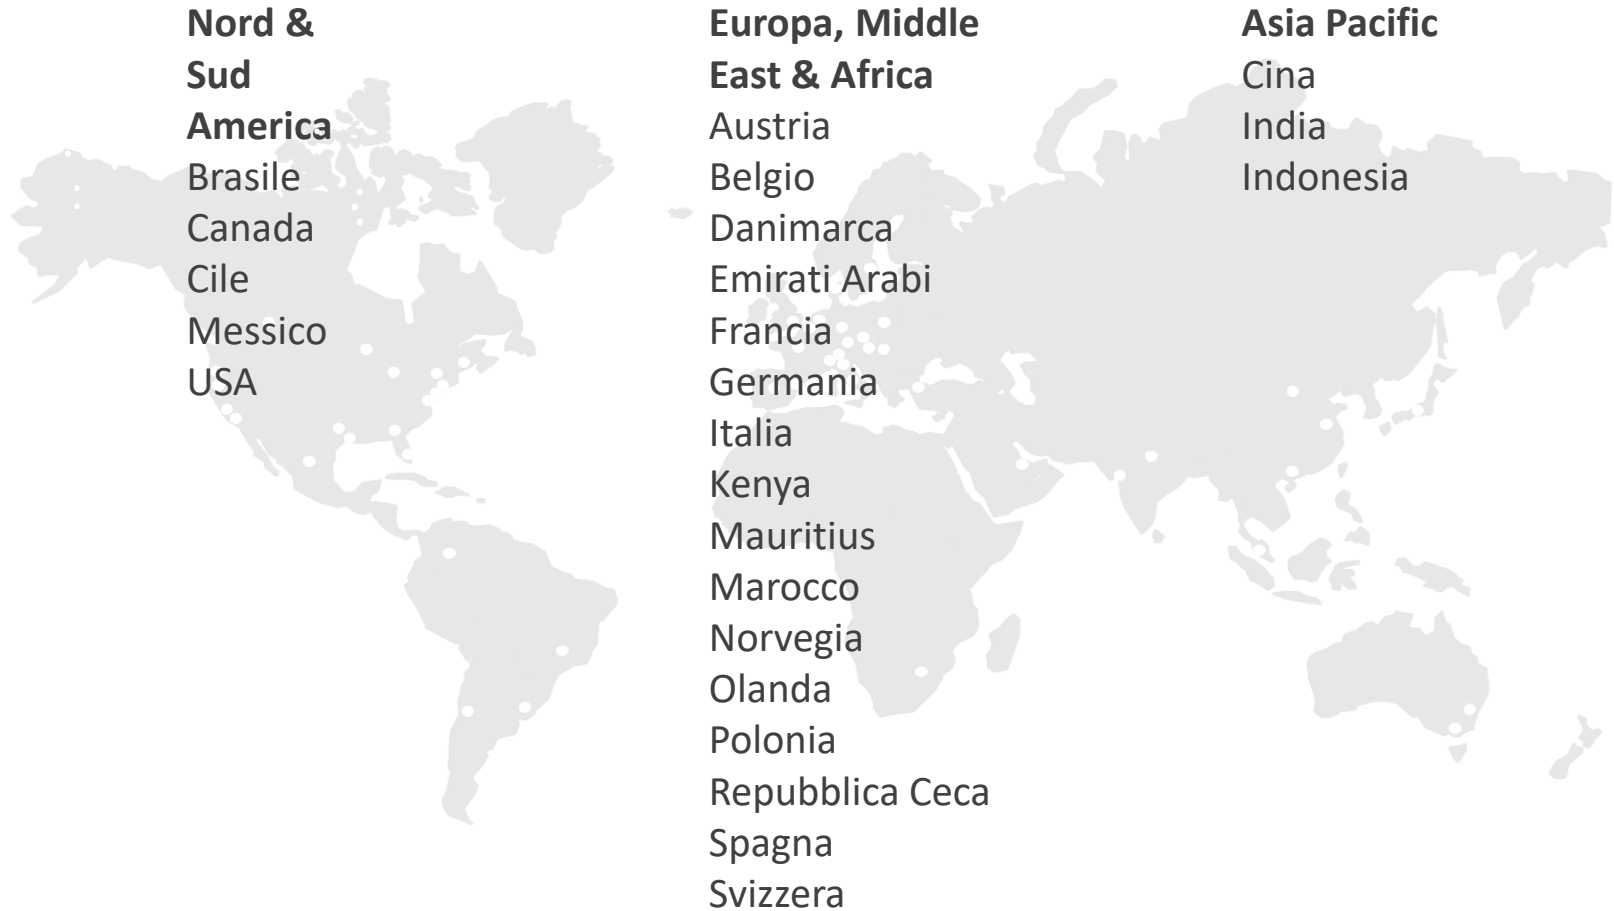 Nord &
Sud
America
Brasile
Canada
Cile
Messico
USA
Europa, Middle
East & Africa
Austria
Belgio
Danimarca
Emirati Arabi
Francia
Germania
Italia
Kenya
Mauritius
Marocco
Norvegia
Olanda
Polonia
Repubblica Ceca
Spagna
Svizzera
Asia Pacific
Cina
India
Indonesia